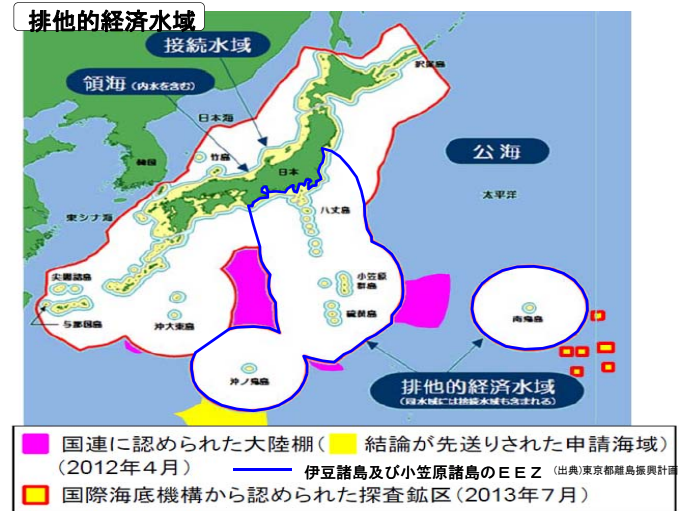 排他的経済水域
接続水域
領海(内水を含む)
択捉島
日本海
竹島
韓国
日本
公海
太平洋
東シナ海
八丈島
尖閣諸島
小笠原
群島
硫黄島
南鳥島
与那国島
沖大東島
沖ノ鳥島
排他的経済水域
(同水域には接続水域も含まれる)
国連に認められた大陸棚( 結論が先送りされた申請海域)
(2012年4月)
伊豆諸島及び小笠原諸島のEEZ (出典)東京都離島振興計画
国際海底機構から認められた探査鉱区(2013年7月)